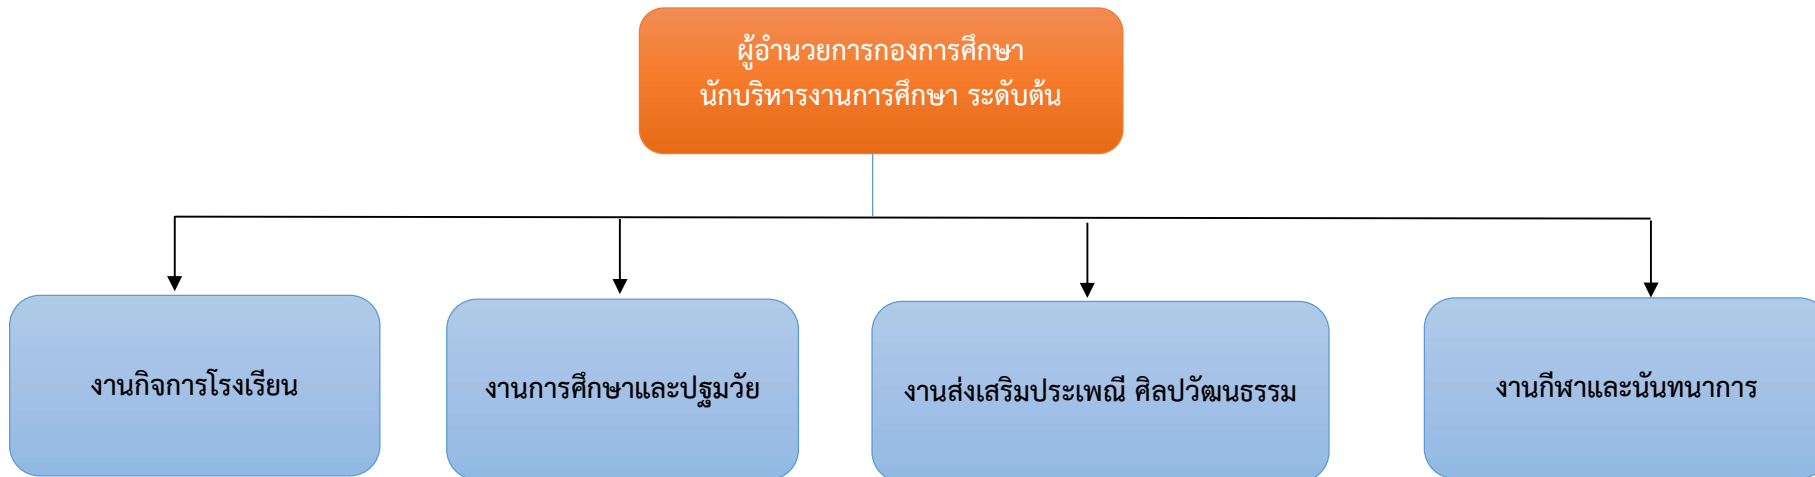 ผู้อำนวยการกองการศึกษา
นักบริหารงานการศึกษา ระดับต้น
งานกิจการโรงเรียน
งานการศึกษาและปฐมวัย
งานส่งเสริมประเพณี ศิลปวัฒนธรรม
งานกีฬาและนันทนาการ